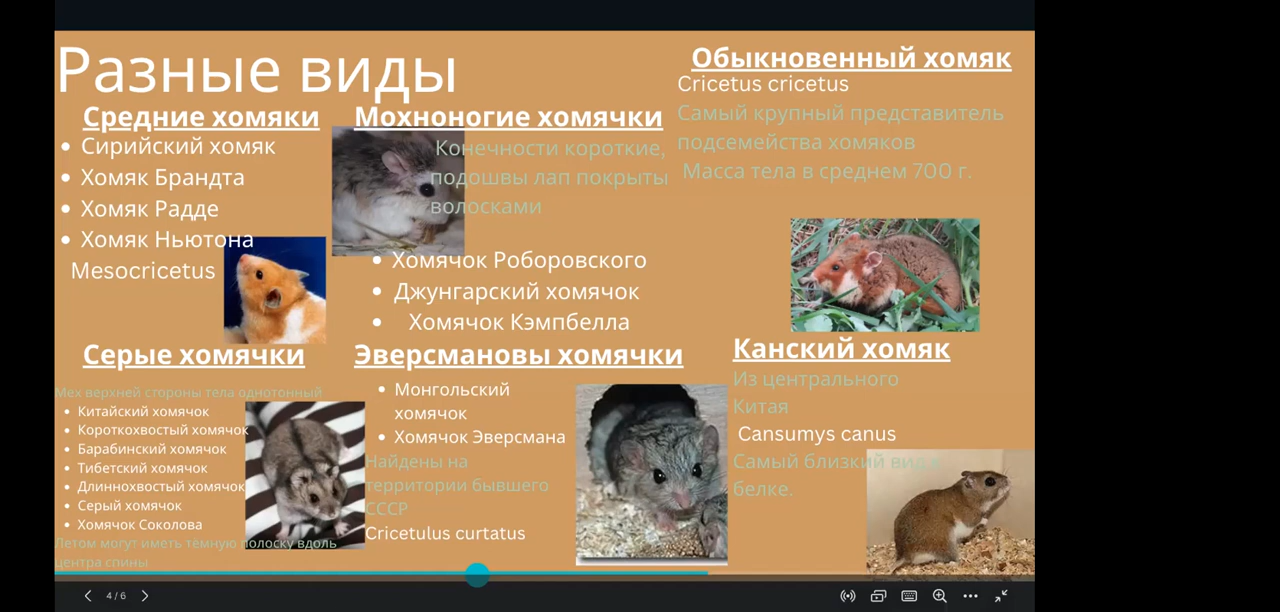 Разные виды
Средние хомяки
Сирийский хомяк
Хомяк Брандта
Хомяк Радде
Хомяк Ньютона
Mesocricetus
Мохноногие хомячки
Конечности короткие,
подошвы лап покрыты
волосками
Хомячок Роборовского
Джунгарский хомячок
Хомячок Кэмпбелла
Обыкновенный хомяк
Cricetus cricetus
Самый крупный представитель
подсемейства хомяков
Масса тела в среднем 700 г.
Серые хомячки
Мех верхней стороны тела однотонный
Китайский хомячок
Короткохвостый хомячок
Барабинский хомячок
Тибетский хомячок
Длиннохвостый хомячок
Серый хомячок
Хомячок Соколова
Летом могут иметь темную полоску вдоль
центра спины
Эверсмановы хомячки
Монгольский
хомячок
Хомячок Эверсмана
Найдены на
территории бывшего
СССР
Cricetulus curtatus
Канский хомяк
Из центрального
Китая
Cansumys canus
Самый близкий вид к
белке.
4 / 6